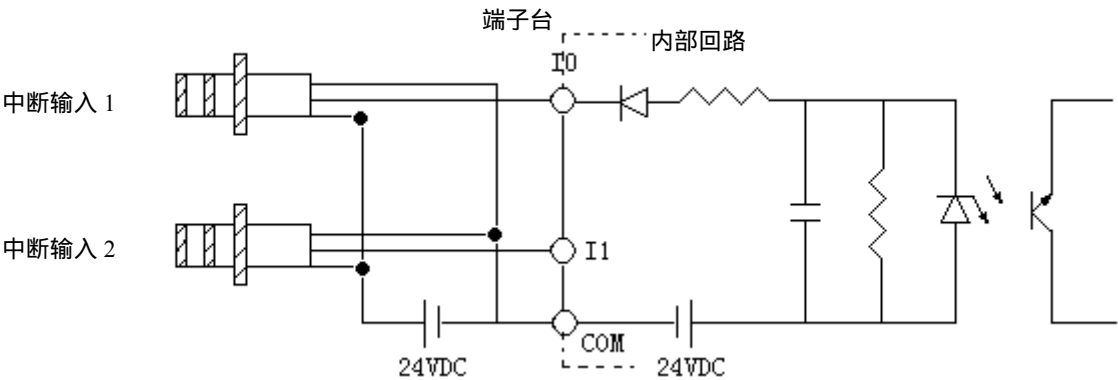 端子台
内部回路
I0
中断输入 1
中断输入 2
I1
COM
24VDC
24VDC